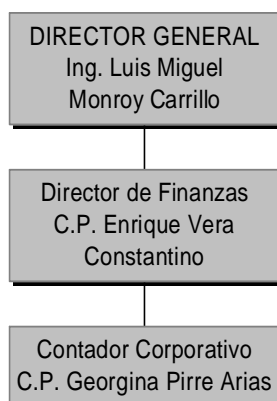 DIRECTOR GENERAL
Ing. Luis Miguel
Monroy Carrillo
Director de Finanzas
C.P. Enrique Vera
Constantino
Contador Corporativo
C.P. Georgina Pirre Arias